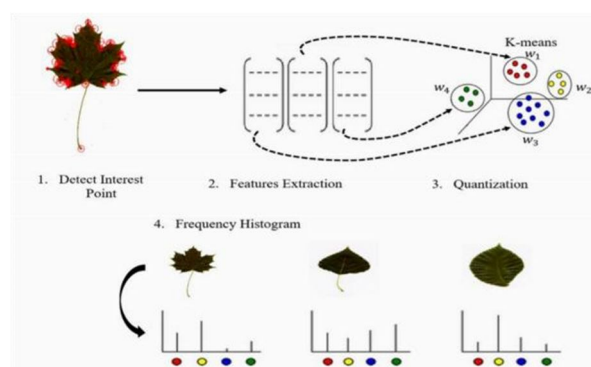 K-means
w₁
w₂
w₄
w₃
1. Detect Interest
Point
2. Features Extraction
3. Quantization
4. Frequency Histogram